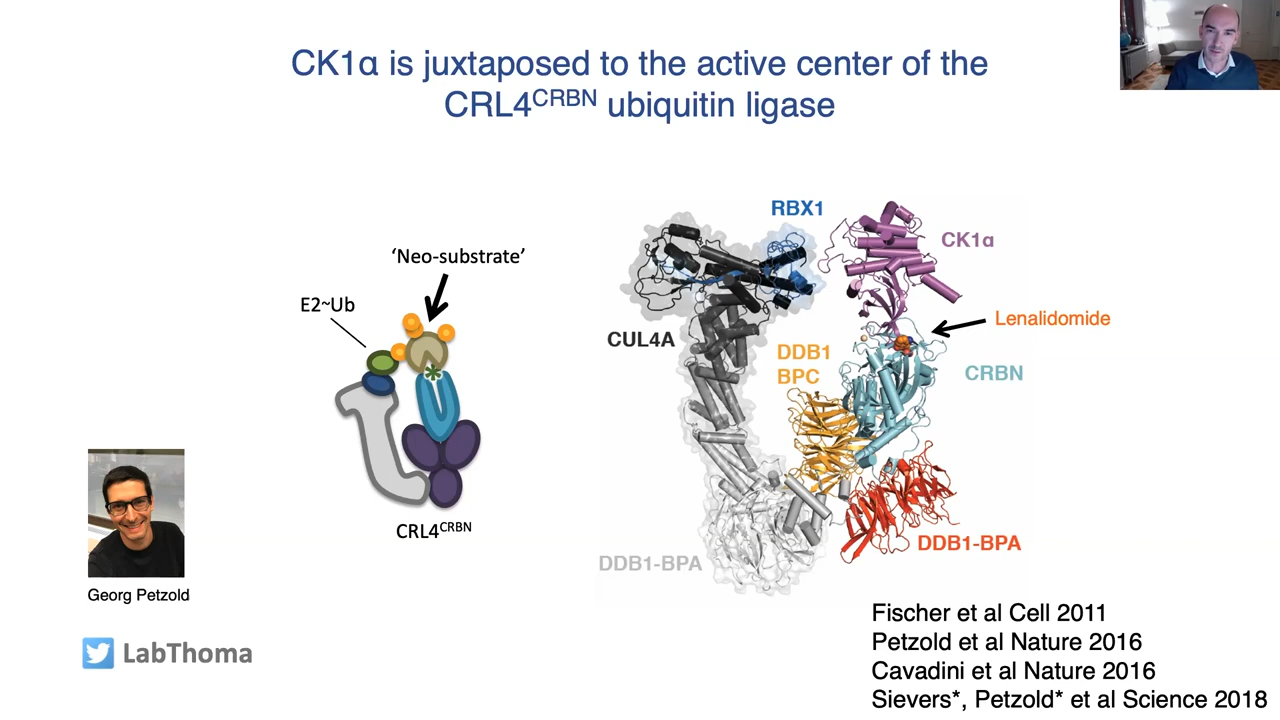 CK1α is juxtaposed to the active center of the
CRL4CRBN ubiquitin ligase
'Neo-substrate'
E2~Ub
CRL4CRBN
RBX1
CK1α
Lenalidomide
CUL4A
DDB1
BPC
CRBN
DDB1-BPA
DDB1-BPA
Georg Petzold
LabThoma
Fischer et al Cell 2011
Petzold et al Nature 2016
Cavadini et al Nature 2016
Sievers*, Petzold* et al Science 2018